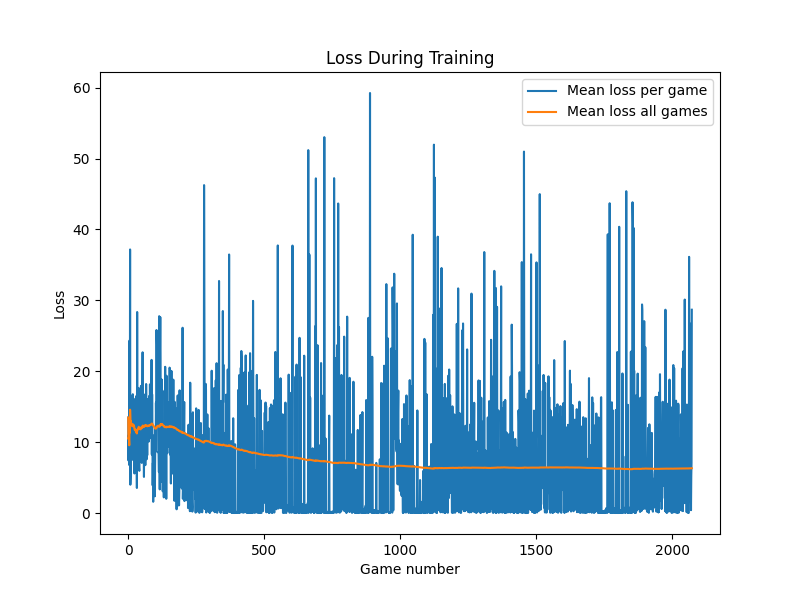 Loss During Training
Mean loss per game
Mean loss all games
60
50
40
30
20
10
0
Loss
0
500
1000
1500
2000
Game number